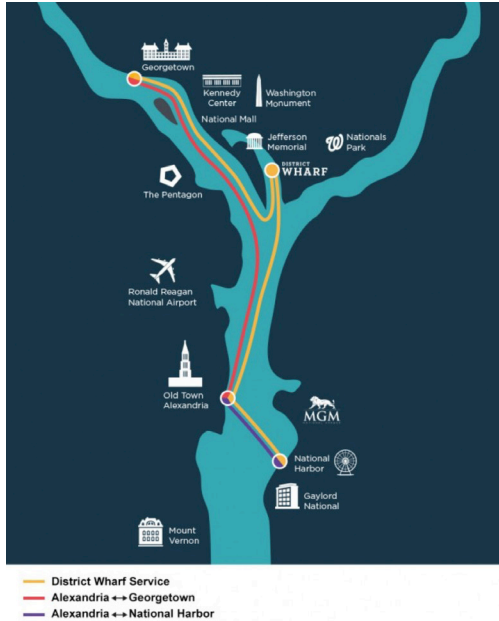 Georgetown
Kennedy
Center
Washington
Monument
National Mall
Jefferson
Memorial
Nationals
Park
DISTRICT
WHARF
The Pentagon
Ronald Reagan
National Airport
Old Town
Alexandria
MGM
National
Harbor
Gaylord
National
Mount
Vernon
District Wharf Service
Alexandria ↔ Georgetown
Alexandria ↔ National Harbor